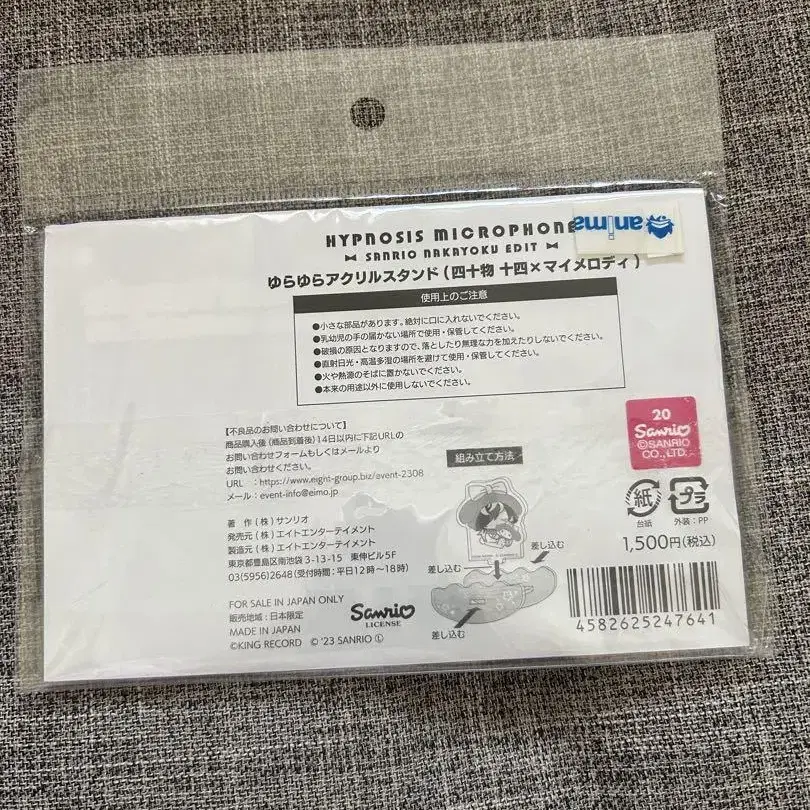 HYPNOSIS MICROPHONE
SANRIO NAKAYOKU EDIT
anima
ゆらゆらアクリルスタンド(四十物 十四×マイメロディ)
使用上のご注意
●小さな部品があります。絶対に口に入れないでください。
●乳幼児の手の届かない場所で使用・保管してください。
●破損の原因となりますので、落としたり無理な力を加えたりしないでください。
●直射日光・高温多湿の場所を避けて使用・保管してください。
●火や熱源のそばに置かないでください。
●本来の用途以外に使用しないでください。
【不良品のお問い合わせについて】
商品購入後(商品到着後)14日以内に下記URLの
お問い合わせフォームもしくはメールより
お問い合わせください。
URL :https://www.eight-group.biz/event-2308
メール:event-info@eimo.jp
著作(株)サンリオ
発売元(株)エイトエンターテイメント
製造元(株)エイトエンターテイメント
東京都豊島区南池袋3-13-15 東伸ビル5F
03(5956)2648(受付時間:平日12時~18時)
FOR SALE IN JAPAN ONLY
販売地域:日本限定
MADE IN JAPAN
©KING RECORD © '23 SANRIO Ⓛ
Sanrio
LICENSE
組み立て方法
差し込む
差し込む
差し込む
20
Sanrio
©SANRIO
CO.,LTD.
紙
台紙
プラ
外装:PP
1,500円(税込)
4582625247641